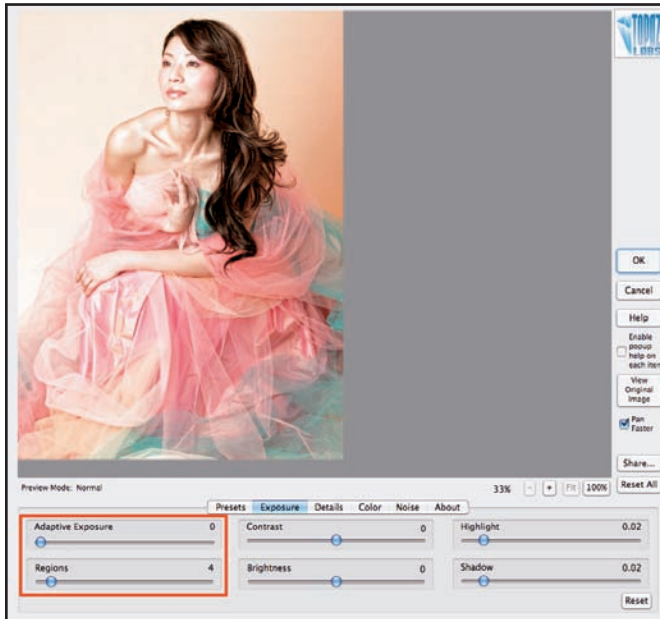 TOPAZ
LABS
OK
Cancel
Help
Enable
popup
help on
each item
View
Original
Image
Pan
Faster
Share...
Preview Mode: Normal
33% - + Fit 100%
Reset All
Presets Exposure Details Color Noise About
Adaptive Exposure 0 Contrast 0 Highlight 0.02
Regions 4 Brightness 0 Shadow 0.02
Reset